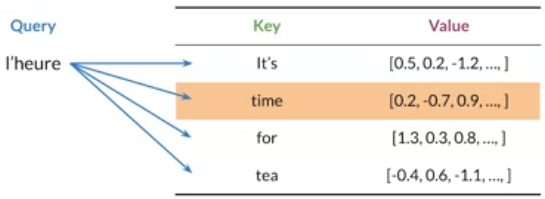 Query Key Value
l'heure It's [0.5, 0.2, -1.2, ..., ]
time [0.2, -0.7, 0.9, ..., ]
for [1.3, 0.3, 0.8, ..., ]
tea [-0.4, 0.6, -1.1, ..., ]